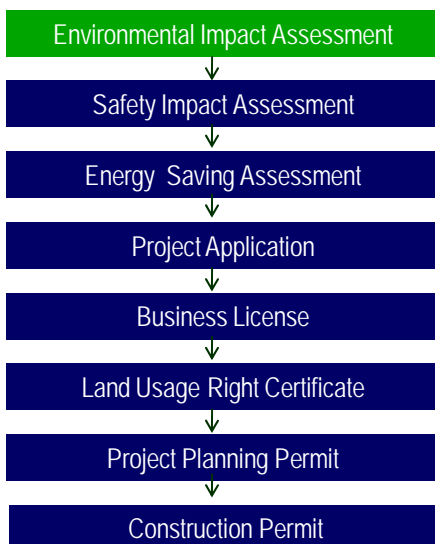 Environmental Impact Assessment
Safety Impact Assessment
Energy Saving Assessment
Project Application
Business License
Land Usage Right Certificate
Project Planning Permit
Construction Permit